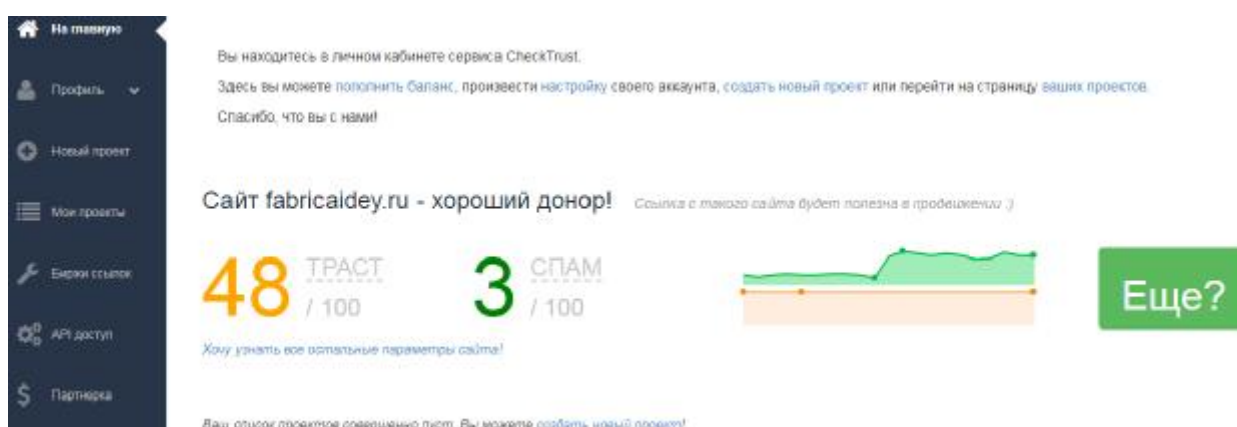 На главную
Вы находитесь в личном кабинете сервиса CheckTrust.
Профиль
Здесь вы можете пополнить баланс, произвести настройку своего аккаунта, создать новый проект или перейти на страницу ваших проектов.
Спасибо, что вы с нами!
Новый проект
Мои проекты
Сайт fabricaidey.ru - хороший донор! Ссылка с такого сайта будет полезна в продвижении :)
Биржи ссылок
48 ТРАСТ / 100
3 СПАМ / 100
Еще?
API доступ
Хочу узнать все остальные параметры сайта!
Партнерка
Ваш список проектов совершенно пуст. Вы можете создать новый проект!